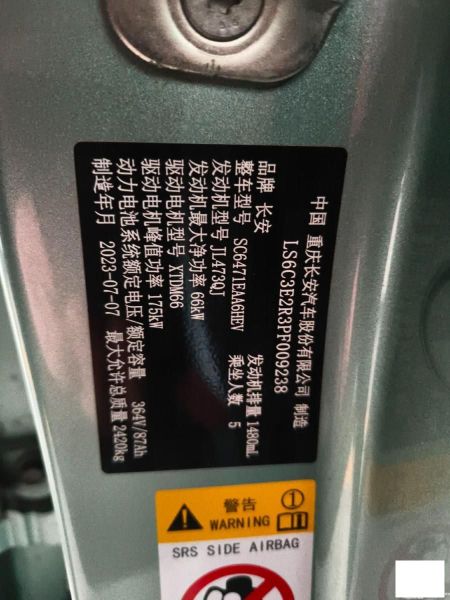 中国 重庆长安汽车股份有限公司 制造
LS6C3E2R3PF009238
品牌 长安
整车型号 SC6471EAA6HEV 乘坐人数 5
发动机型号 JL473QJ 发动机排量 1480mL
发动机最大净功率 66kW
驱动电机型号 XTDM66
驱动电机峰值功率 175kW
动力电池系统额定电压/额定容量 364V/87Ah
制造年月 2023-07-07 最大允许总质量 2420kg
警告 ①
WARNING
SRS SIDE AIRBAG